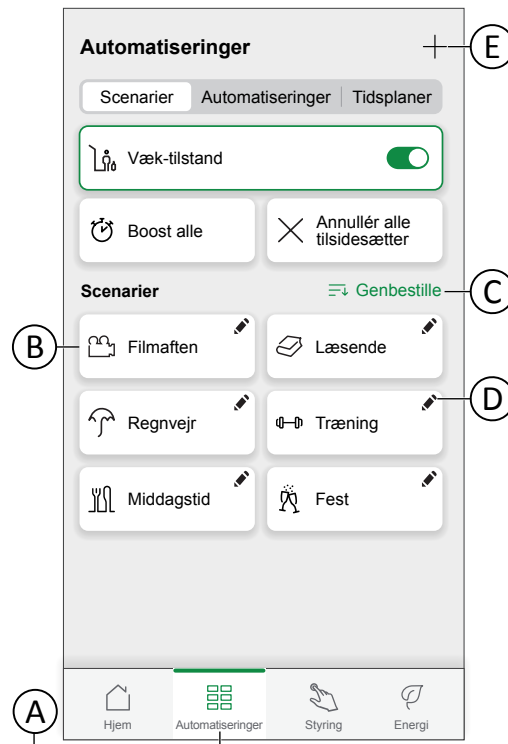 Automatiseringer
E
Scenarier Automatiseringer Tidsplaner
Væk-tilstand
Boost alle
Annullér alle
tilsidesætter
Scenarier
Genbestille
C
B
Filmaften
Læsende
Regnvejr
Træning
D
Middagstid
Fest
A
Hjem Automatiseringer Styring Energi